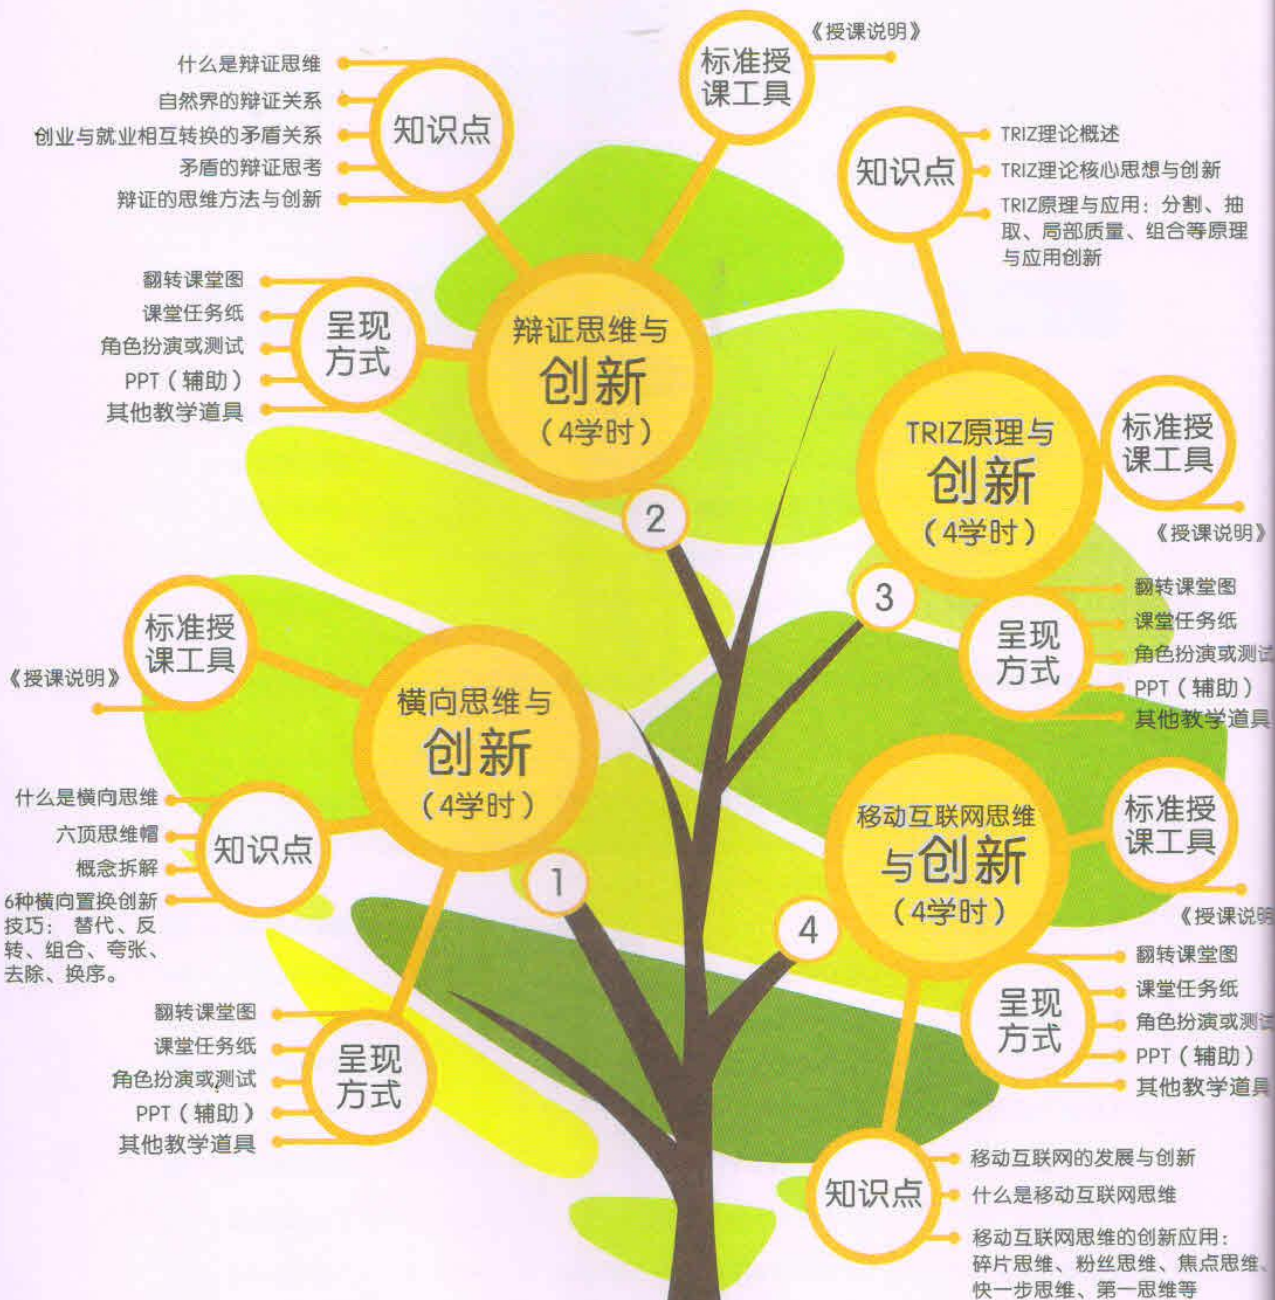 什么是辩证思维
自然界的辩证关系
创业与就业相互转换的矛盾关系
矛盾的辩证思考
辩证的思维方法与创新
知识点
标准授
课工具
《授课说明》
翻转课堂图
课堂任务纸
角色扮演或测试
PPT（辅助）
其他教学道具
呈现
方式
辩证思维与
创新
（4学时）
2
知识点
TRIZ理论概述
TRIZ理论核心思想与创新
TRIZ原理与应用：分割、抽
取、局部质量、组合等原理
与应用创新
TRIZ原理与
创新
（4学时）
3
标准授
课工具
《授课说明》
呈现
方式
翻转课堂图
课堂任务纸
角色扮演或测试
PPT（辅助）
其他教学道具
标准授
课工具
《授课说明》
横向思维与
创新
（4学时）
1
什么是横向思维
六顶思维帽
概念拆解
6种横向置换创新
技巧：替代、反
转、组合、夸张、
去除、换序。
知识点
翻转课堂图
课堂任务纸
角色扮演或测试
PPT（辅助）
其他教学道具
呈现
方式
移动互联网思维
与创新
（4学时）
4
标准授
课工具
《授课说明
呈现
方式
翻转课堂图
课堂任务纸
角色扮演或测试
PPT（辅助）
其他教学道具
知识点
移动互联网的发展与创新
什么是移动互联网思维
移动互联网思维的创新应用：
碎片思维、粉丝思维、焦点思维、
快一步思维、第一思维等